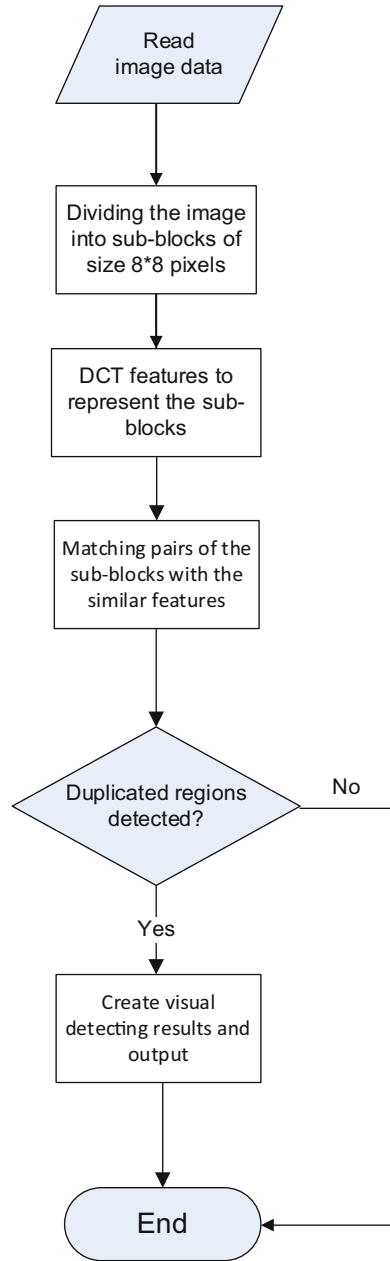 Read
image data
Dividing the image
into sub-blocks of
size 8*8 pixels
DCT features to
represent the sub-
blocks
Matching pairs of the
sub-blocks with the
similar features
Duplicated regions
detected?
No
Yes
Create visual
detecting results and
output
End